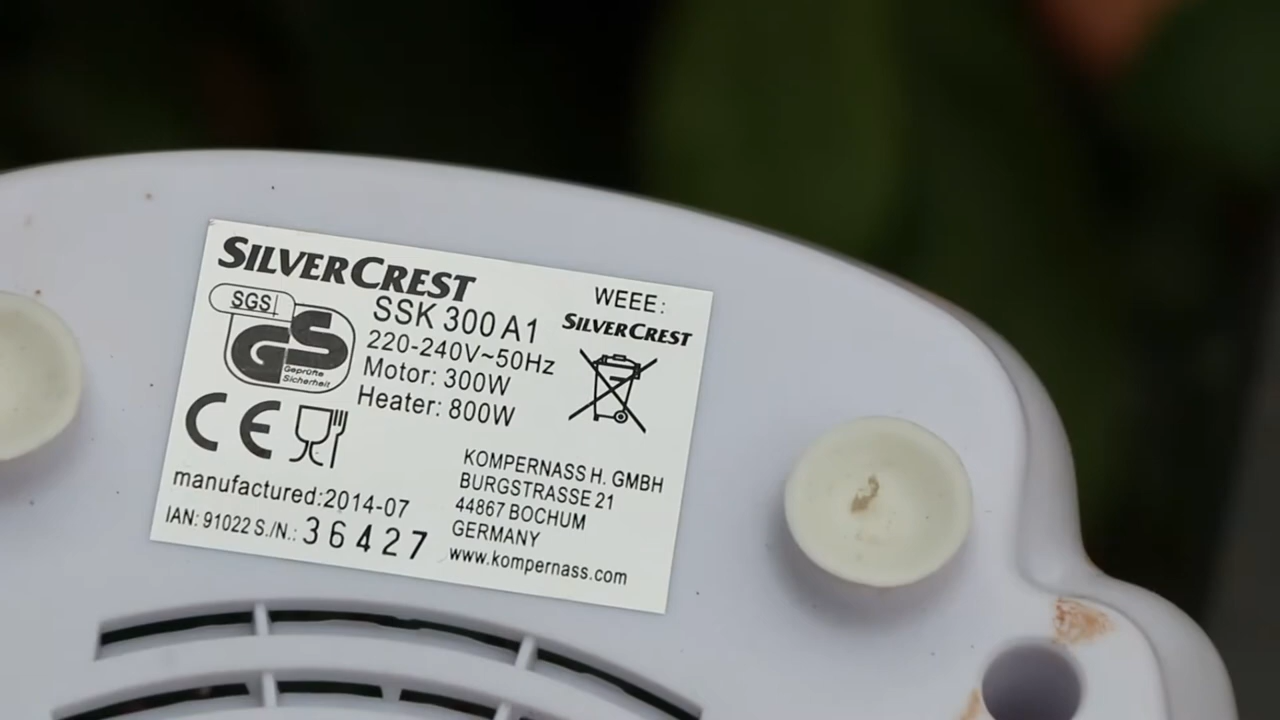 SILVERCREST
SGS
GS
Geprüfte
Sicherheit
SSK 300 A1
220-240V~50Hz
Motor: 300W
Heater: 800W
WEEE:
SILVERCREST
CE
manufactured:2014-07
IAN: 91022 S./N.: 36427
KOMPERNASS H. GMBH
BURGSTRASSE 21
44867 BOCHUM
GERMANY
www.kompernass.com